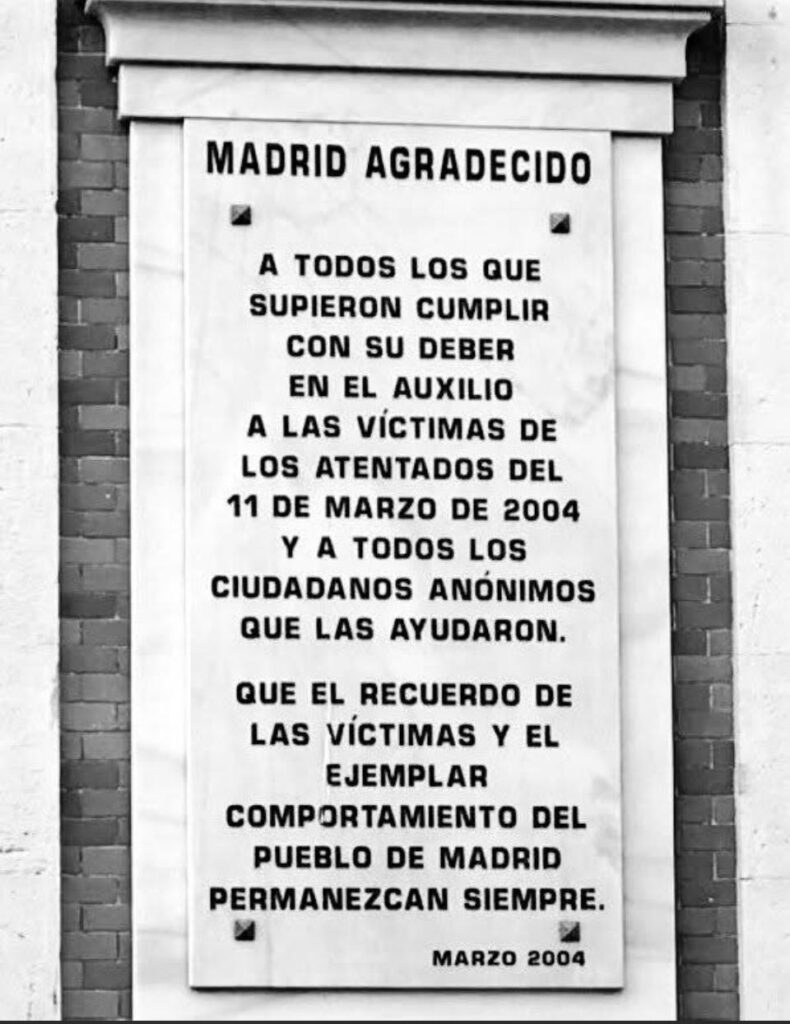 MADRID AGRADECIDO
A TODOS LOS QUE
SUPIERON CUMPLIR
CON SU DEBER
EN EL AUXILIO
A LAS VÍCTIMAS DE
LOS ATENTADOS DEL
11 DE MARZO DE 2004
Y A TODOS LOS
CIUDADANOS ANÓNIMOS
QUE LAS AYUDARON.
QUE EL RECUERDO DE
LAS VÍCTIMAS Y EL
EJEMPLAR
COMPORTAMIENTO DEL
PUEBLO DE MADRID
PERMANEZCAN SIEMPRE.
MARZO 2004